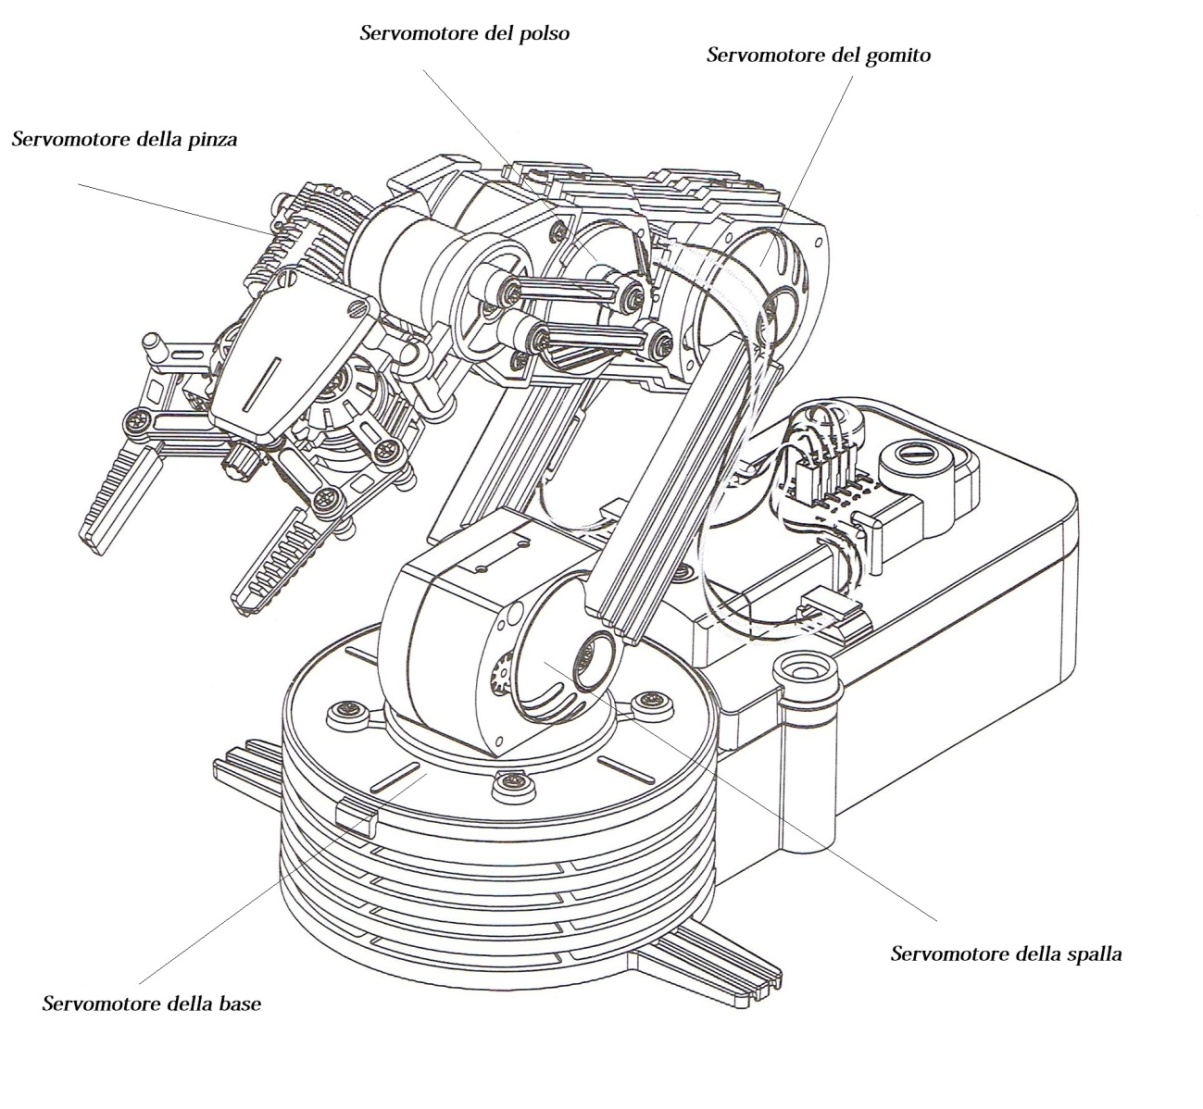 Servomotore del polso
Servomotore del gomito
Servomotore della pinza
Servomotore della spalla
Servomotore della base